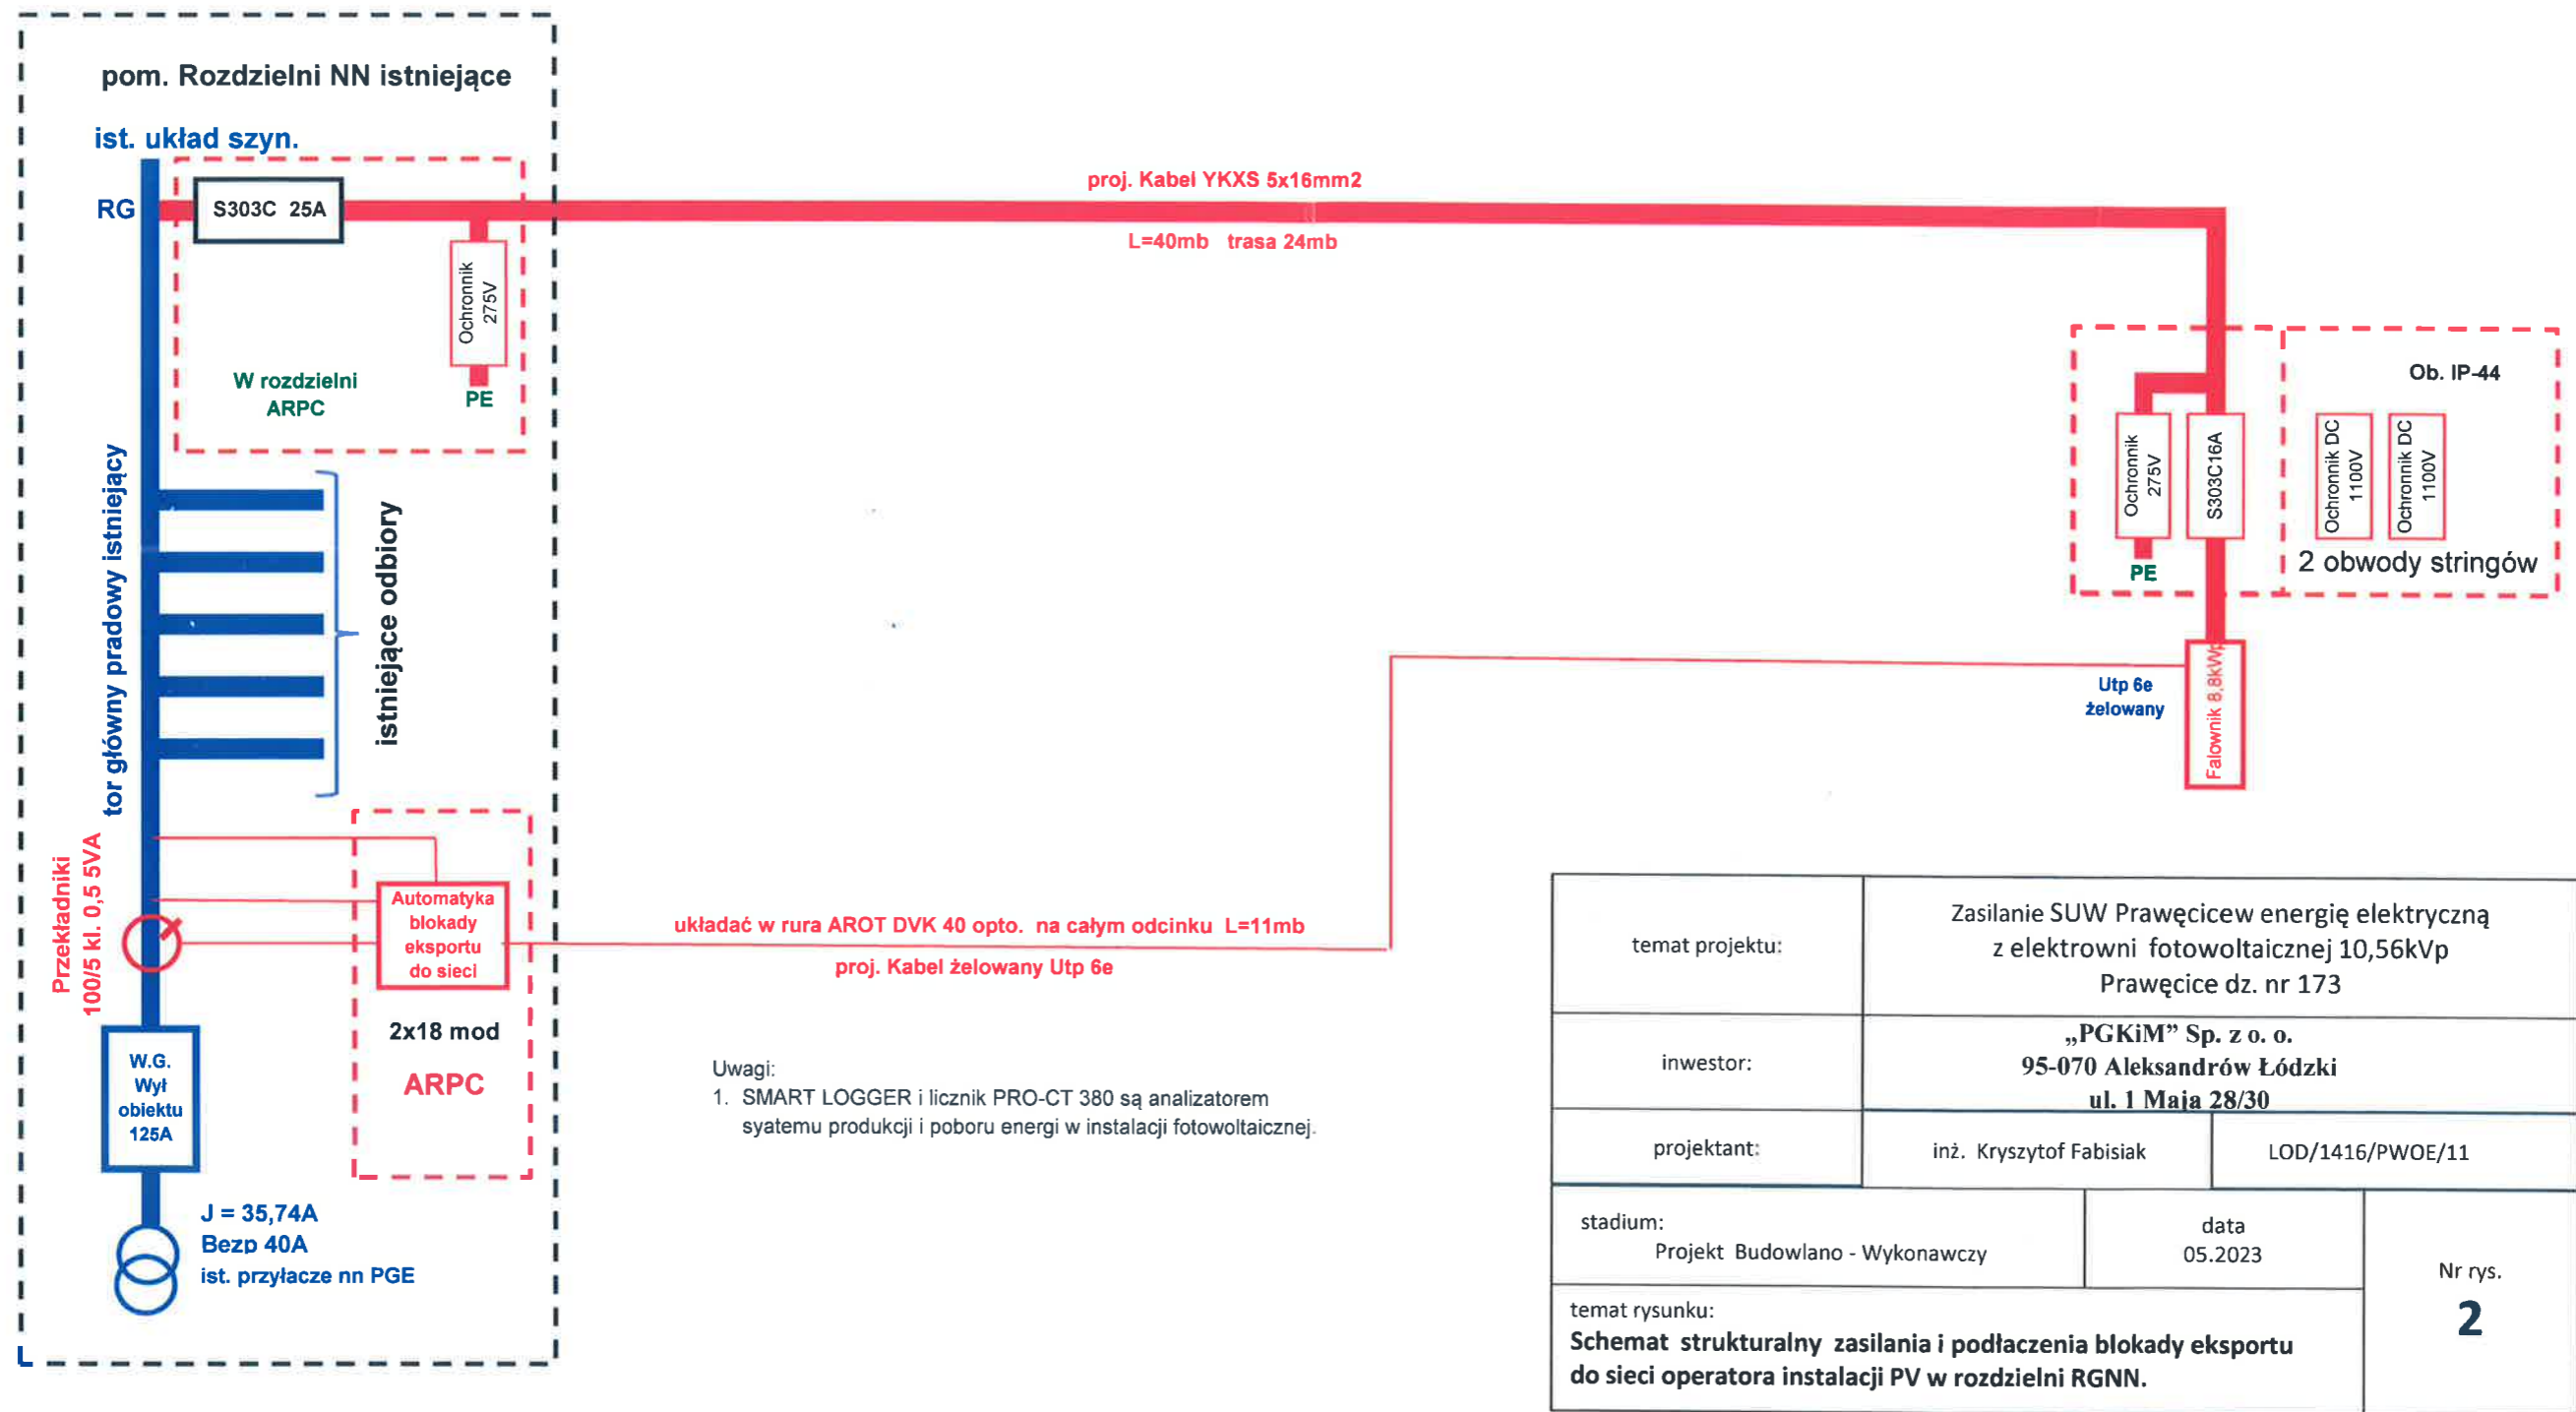 pom. Rozdzielni NN istniejące
ist. układ szyn.
RG
S303C 25A
Ochronnik
275V
PE
W rozdzielni
ARPC
proj. Kabel YKXS 5x16mm2
L=40mb trasa 24mb
Ob. IP-44
Ochronnik
275V
PE
S303C16A
Ochronnik DC
1100V
Ochronnik DC
1100V
2 obwody stringów
Utp 6e
żelowany
Falownik 8,8kWp
tor główny pradowy istniejący
istniejące odbiory
Przekładniki
100/5 kl. 0,5 5VA
Automatyka
blokady
eksportu
do sieci
2x18 mod
ARPC
układać w rura AROT DVK 40 opto. na całym odcinku L=11mb
proj. Kabel żelowany Utp 6e
W.G.
Wył
obiektu
125A
J = 35,74A
Bezp 40A
ist. przyłacze nn PGE
Uwagi:
1. SMART LOGGER i licznik PRO-CT 380 są analizatorem
syatemu produkcji i poboru energi w instalacji fotowoltaicznej.
temat projektu:
Zasilanie SUW Prawęcicew energię elektryczną
z elektrowni fotowoltaicznej 10,56kVp
Prawęcice dz. nr 173
inwestor:
„PGKiM” Sp. z o. o.
95-070 Aleksandrów Łódzki
ul. 1 Maja 28/30
projektant:
inż. Kryszytof Fabisiak
LOD/1416/PWOE/11
stadium:
Projekt Budowlano - Wykonawczy
data
05.2023
Nr rys.
2
temat rysunku:
Schemat strukturalny zasilania i podłaczenia blokady eksportu
do sieci operatora instalacji PV w rozdzielni RGNN.